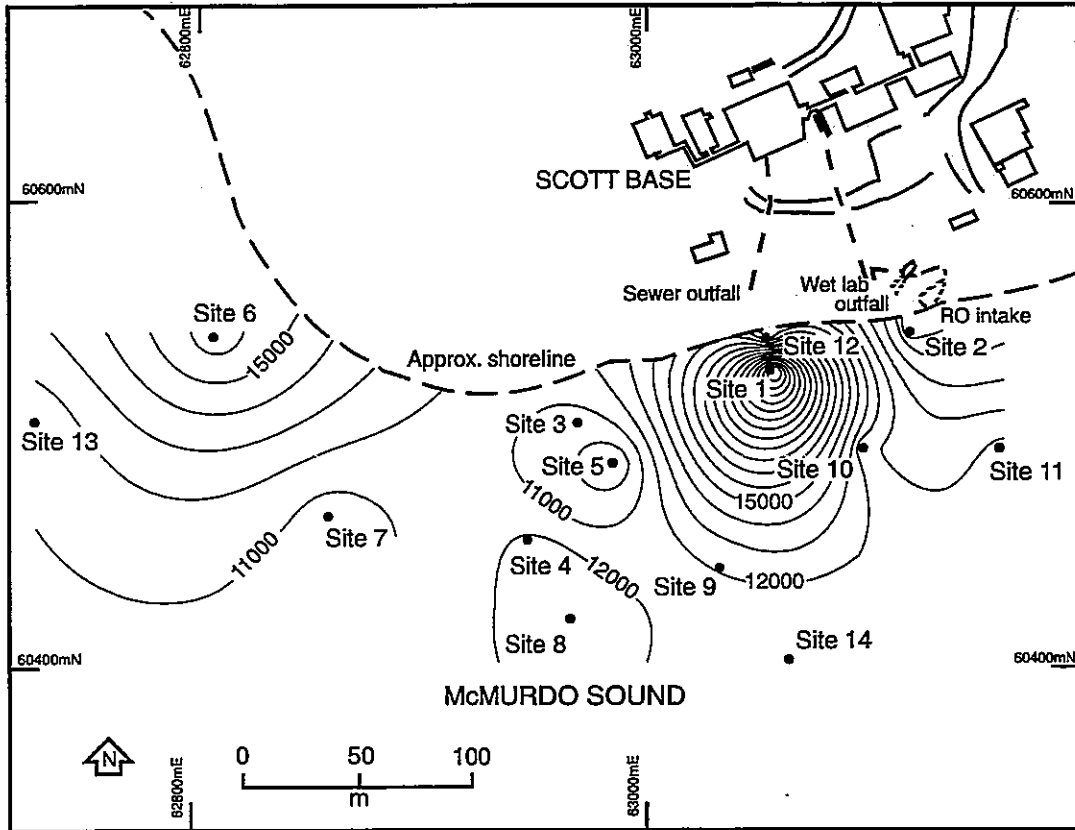 62800mE
63000mE
SCOTT BASE
60600mN
60600mN
Sewer outfall
Wet lab
outfall
RO intake
Site 6
15000
Approx. shoreline
Site 12
Site 2
Site 1
Site 13
Site 3
Site 5
Site 10
Site 11
11000
15000
Site 7
11000
Site 4
12000
Site 9
12000
Site 8
Site 14
60400mN
60400mN
McMURDO SOUND
N
0 50 100
m
62800mE
63000mE